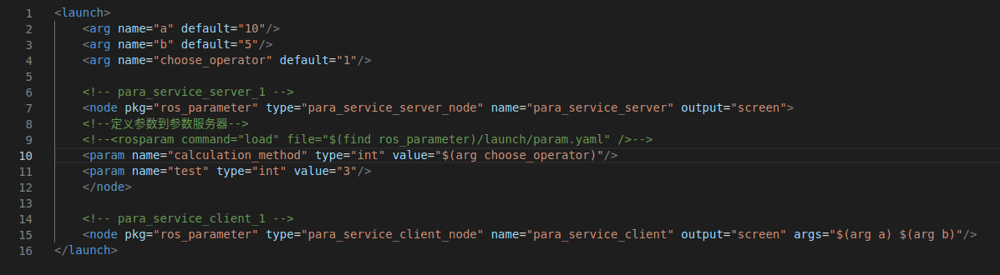 1 <launch>
2 <arg name="a" default="10"/>
3 <arg name="b" default="5"/>
4 <arg name="choose_operator" default="1"/>
5
6 <!-- para_service_server_1 -->
7 <node pkg="ros_parameter" type="para_service_server_node" name="para_service_server" output="screen">
8 <!--定义参数到参数服务器-->
9 <!--<rosparam command="load" file="$(find ros_parameter)/launch/param.yaml" />-->
10 <param name="calculation_method" type="int" value="$(arg choose_operator)"/>
11 <param name="test" type="int" value="3"/>
12 </node>
13
14 <!-- para_service_client_1 -->
15 <node pkg="ros_parameter" type="para_service_client_node" name="para_service_client" output="screen" args="$(arg a) $(arg b)"/>
16 </launch>